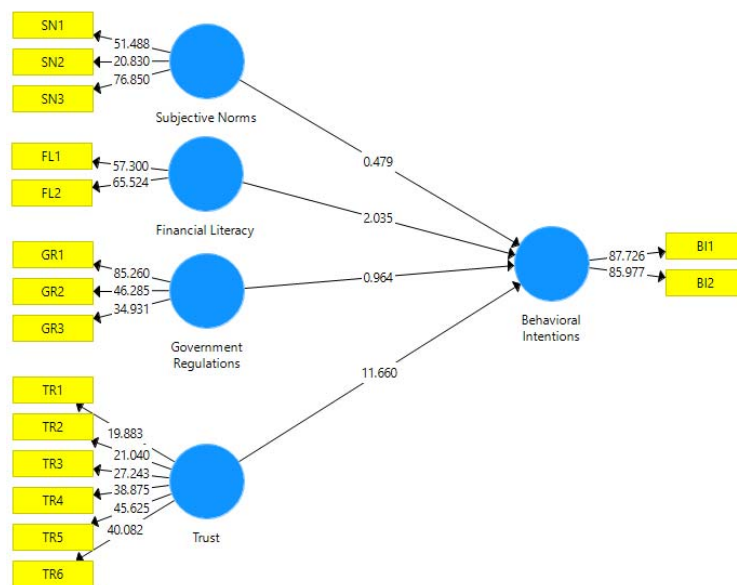 SN1
51.488
SN2
20.830
SN3
76.850
Subjective Norms
0.479
FL1
57.300
FL2
65.524
Financial Literacy
2.035
GR1
85.260
GR2
46.285
GR3
34.931
Government
Regulations
0.964
BI1
87.726
BI2
85.977
Behavioral
Intentions
11.660
TR1
19.883
TR2
21.040
TR3
27.243
TR4
38.875
TR5
45.625
TR6
40.082
Trust